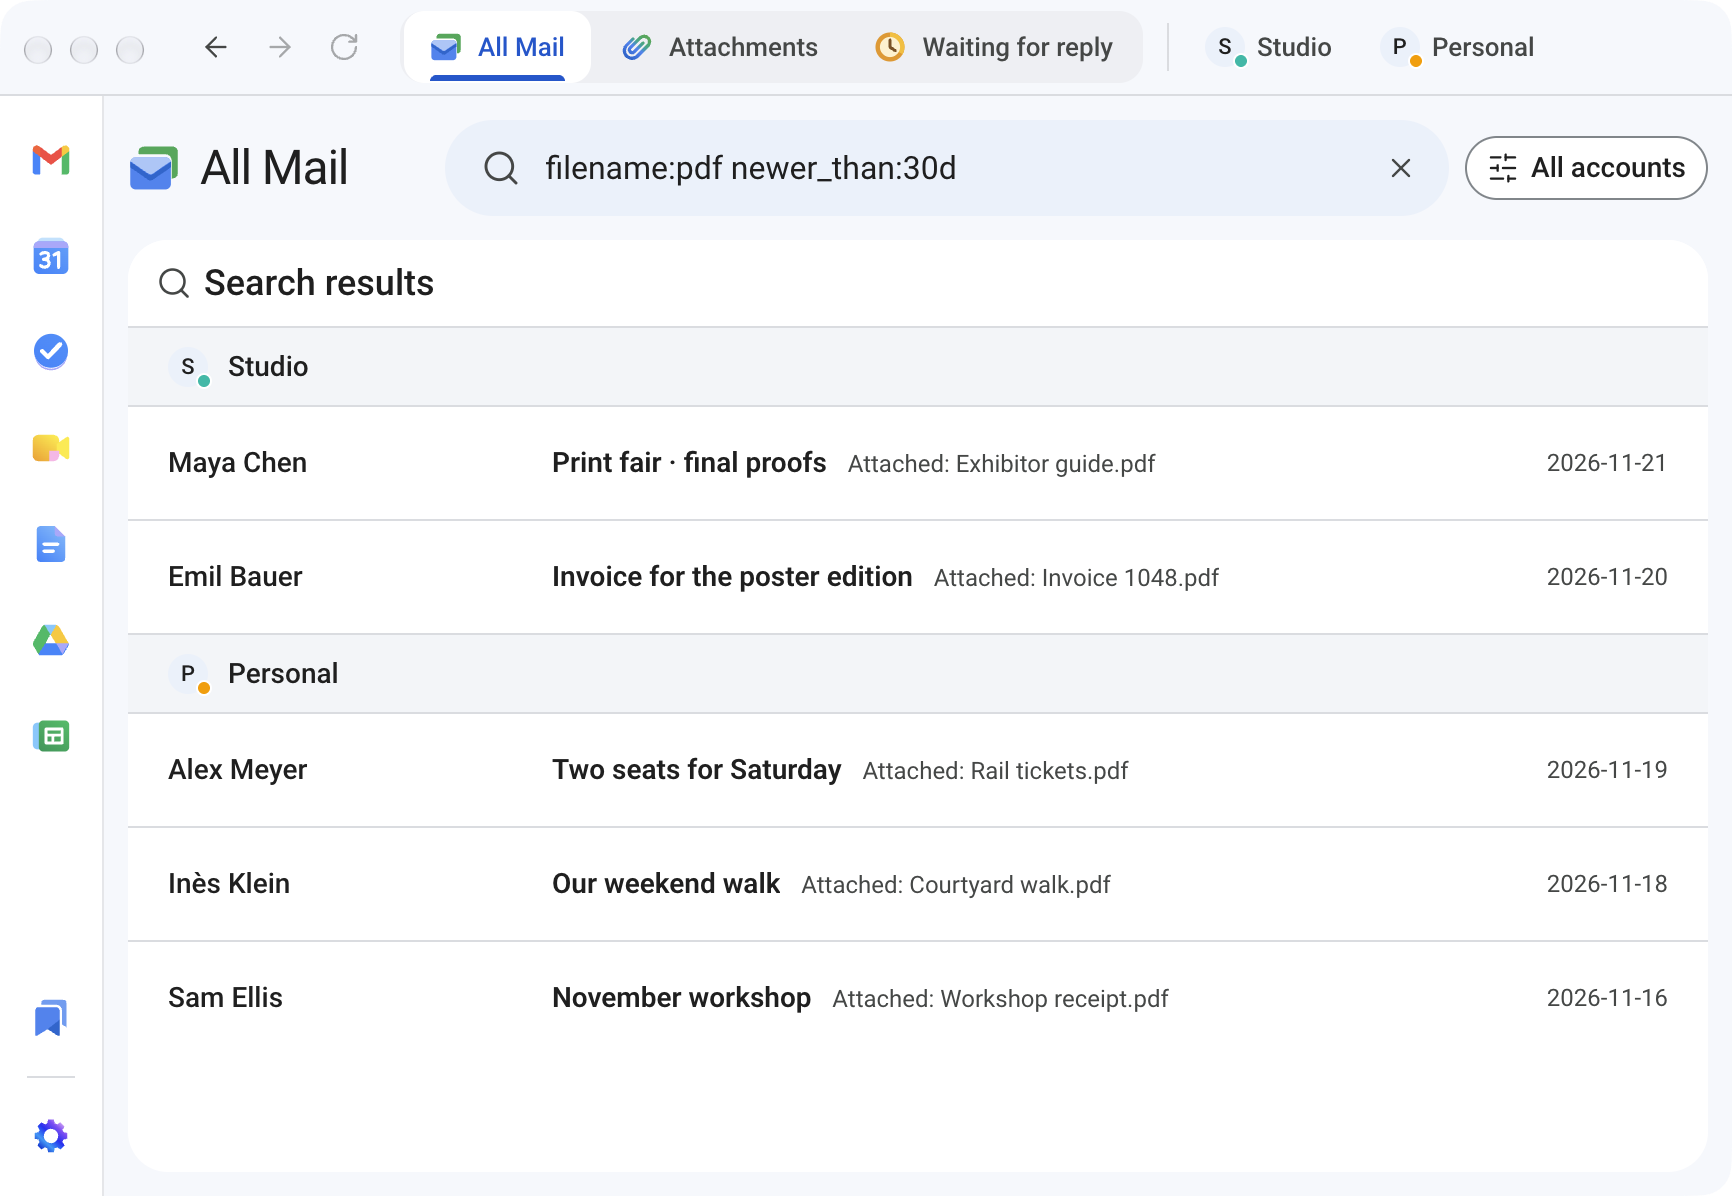 All Mail
Attachments
Waiting for reply
S Studio
P Personal
31
All Mail
filename:pdf newer_than:30d
All accounts
Search results
S Studio
Maya Chen Print fair · final proofs Attached: Exhibitor guide.pdf 2026-11-21
Emil Bauer Invoice for the poster edition Attached: Invoice 1048.pdf 2026-11-20
P Personal
Alex Meyer Two seats for Saturday Attached: Rail tickets.pdf 2026-11-19
Inès Klein Our weekend walk Attached: Courtyard walk.pdf 2026-11-18
Sam Ellis November workshop Attached: Workshop receipt.pdf 2026-11-16